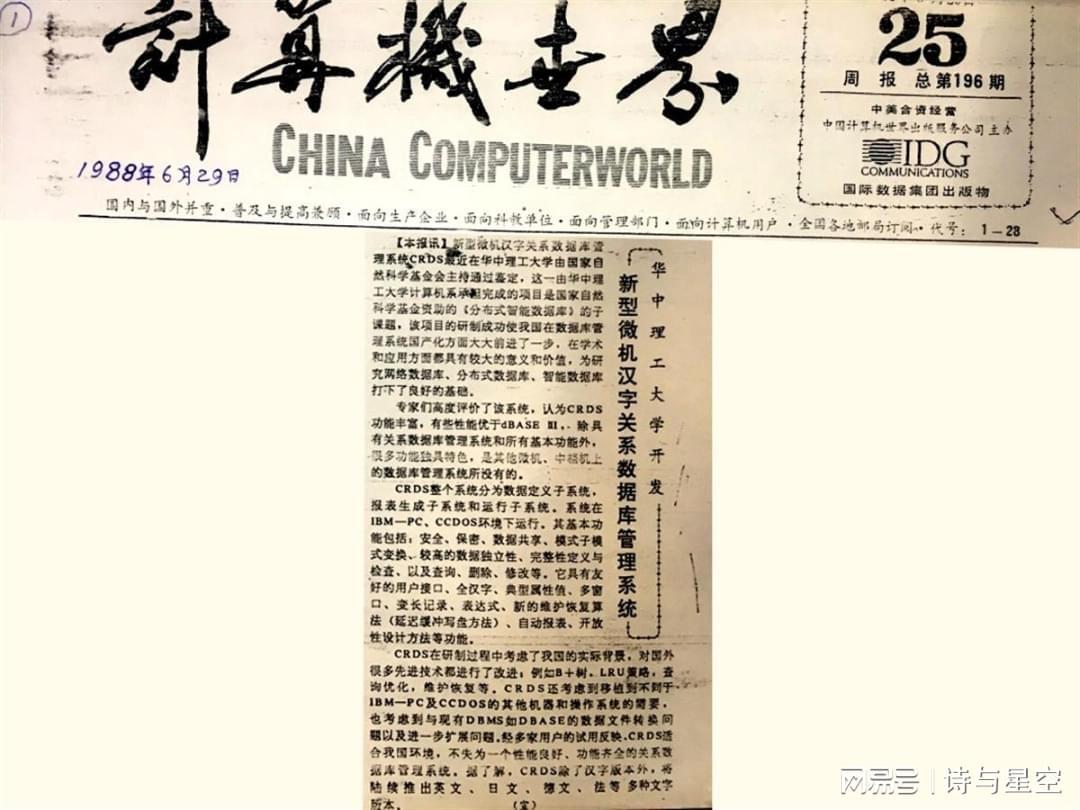 1
計算機世界
CHINA COMPUTERWORLD
1988年6月29日
25
周报 总第196期
中美合资经营
中国计算机世界出版服务公司主办
IDG
COMMUNICATIONS
国际数据集团出版物
国内与国外并重·普及与提高兼顾·面向生产企业·面向科教单位·面向管理部门·面向计算机用户·全国各地邮局订阅·代号：1—28
华中理工大学开发
新型微机汉字关系数据库管理系统
【本报讯】新型微机汉字关系数据库管
理系统CRDS最近在华中理工大学由国家自
然科学基金会主持通过鉴定，这一由华中理
工大学计算机系承担完成的项目是国家自然
科学基金资助的《分布式智能数据库》的子
课题，该项目的研制成功使我国在数据库管
理系统国产化方面大大前进了一步，在学术
和应用方面都具有较大的意义和价值，为研
究网络数据库、分布式数据库、智能数据库
打下了良好的基础。
专家们高度评价了该系统，认为CRDS
功能丰富，有些性能优于dBASE Ⅲ，除具
有关系数据库管理系统和所有基本功能外，
很多功能独具特色，是其他微机、中档机上
的数据库管理系统所没有的。
CRDS整个系统分为数据定义子系统，
报表生成子系统和运行子系统。系统在
IBM—PC、CCDOS环境下运行。其基本功
能包括：安全、保密、数据共享、模式子模
式变换、较高的数据独立性、完整性定义与
检查、以及查询、删除、修改等。它具有友
好的用户接口、全汉字、典型属性值、多窗
口、变长记录、表达式、新的维护恢复算
法（延迟缓冲写盘方法）、自动报表、开放
性设计方法等功能。
CRDS在研制过程中考虑了我国的实际背景，对国外
很多先进技术都进行了改进；例如B＋树，LRU策略，查
询优化，维护恢复等。CRDS还考虑到移植到不同于
IBM—PC及CCDOS的其他机器和操作系统的需要，
也考虑到与现有DBMS如DBASE的数据文件转换问
题以及进一步扩展问题。经多家用户的试用反映，CRDS适
合我国环境，不失为一个性能良好、功能齐全的关系数
据库管理系统。据了解，CRDS除了汉字版本外，将
陆续推出英文、日文、德文、法等多种文字
版本。
网易号 | 诗与星空